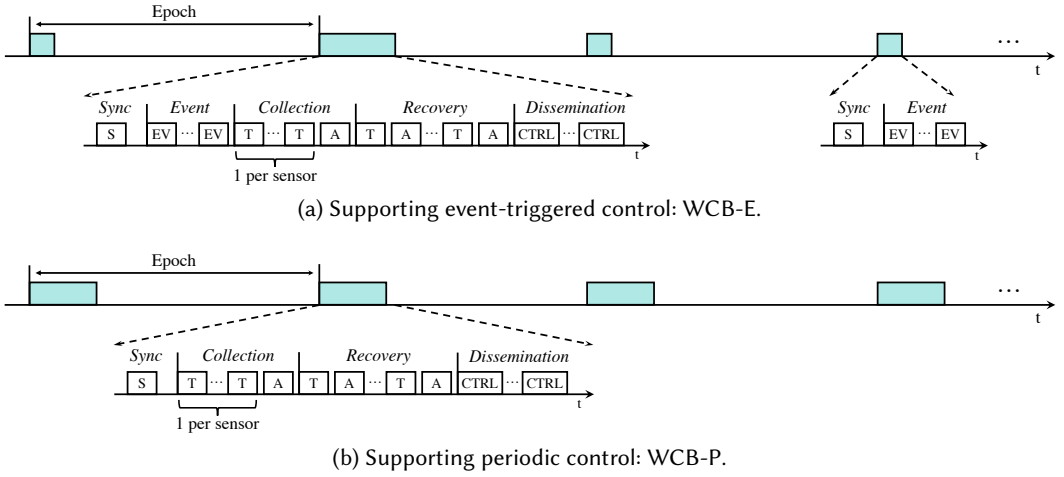 Epoch
...
t
Sync Event Collection Recovery Dissemination
S EV ... EV T ... T A T A ... T A CTRL ... CTRL
t
1 per sensor
Sync Event
S EV ... EV
t
(a) Supporting event-triggered control: WCB-E.
Epoch
...
t
Sync Collection Recovery Dissemination
S T ... T A T A ... T A CTRL ... CTRL
t
1 per sensor
(b) Supporting periodic control: WCB-P.